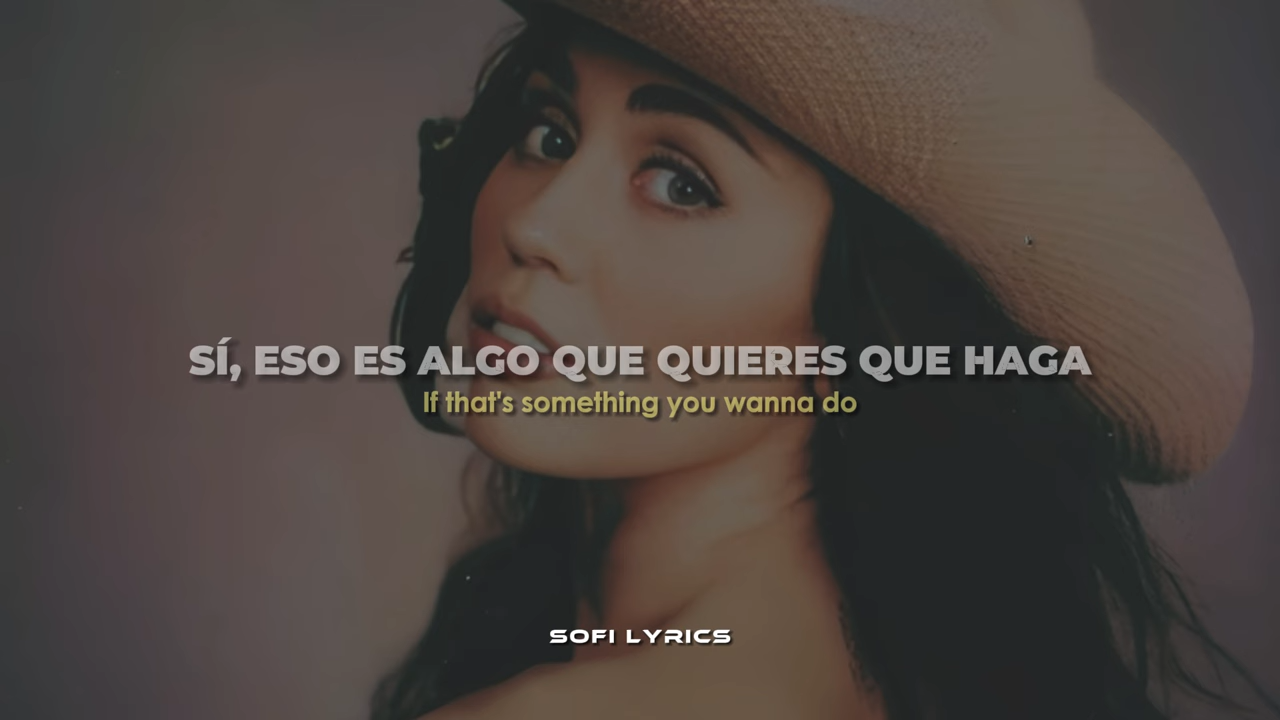 SÍ, ESO ES ALGO QUE QUIERES QUE HAGA
If that's something you wanna do
SOFI LYRICS